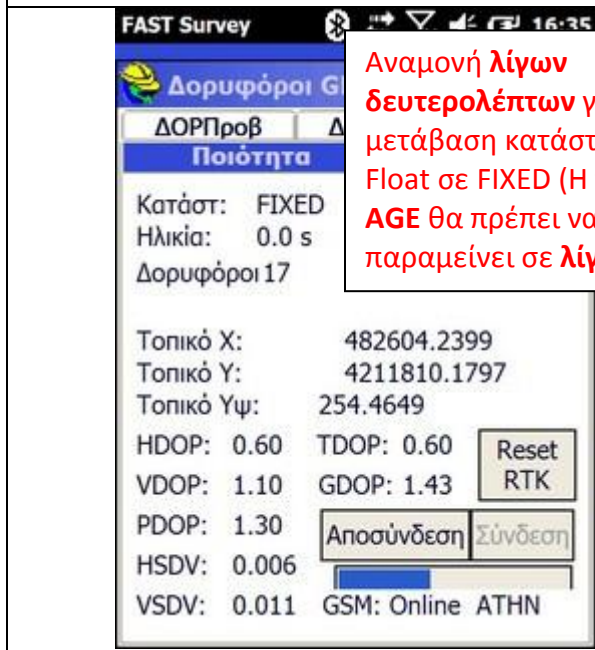 FAST Survey 16:35
Αναμονή λίγων
δευτερολέπτων γ
μετάβαση κατάστ
Float σε FIXED (Η
AGE θα πρέπει να
παραμείνει σε λίγ
Δορυφόροι G
ΔΟΡΠροβ Δ
Ποιότητα
Κατάστ: FIXED
Ηλικία: 0.0 s
Δορυφόροι 17
Τοπικό X: 482604.2399
Τοπικό Y: 4211810.1797
Τοπικό Υψ: 254.4649
HDOP: 0.60 TDOP: 0.60 Reset
VDOP: 1.10 GDOP: 1.43 RTK
PDOP: 1.30 Αποσύνδεση Σύνδεση
HSDV: 0.006
VSDV: 0.011 GSM: Online ATHN